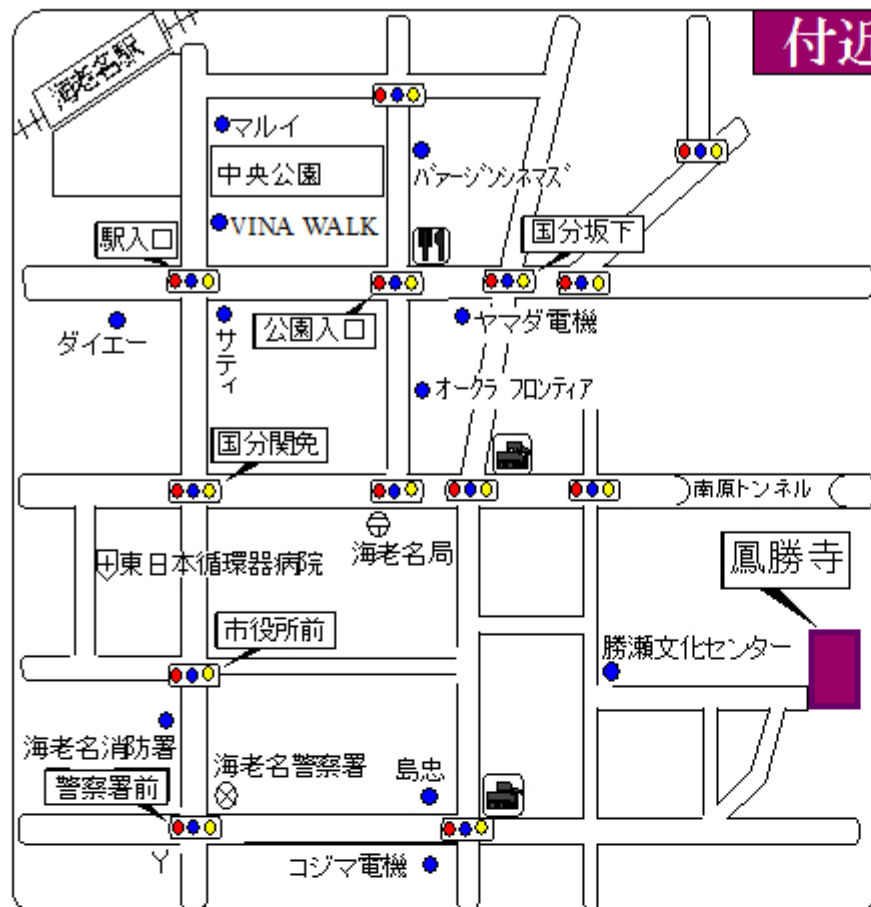 付近
海老名駅
マルイ
中央公園
バァージンシネマズ
VINA WALK
駅入口
国分坂下
ダイエー
サティ
公園入口
ヤマダ電機
オークラ フロンティア
国分関免
南原トンネル
海老名局
東日本循環器病院
鳳勝寺
市役所前
勝瀬文化センター
海老名消防署
海老名警察署
島忠
警察署前
Y
コジマ電機